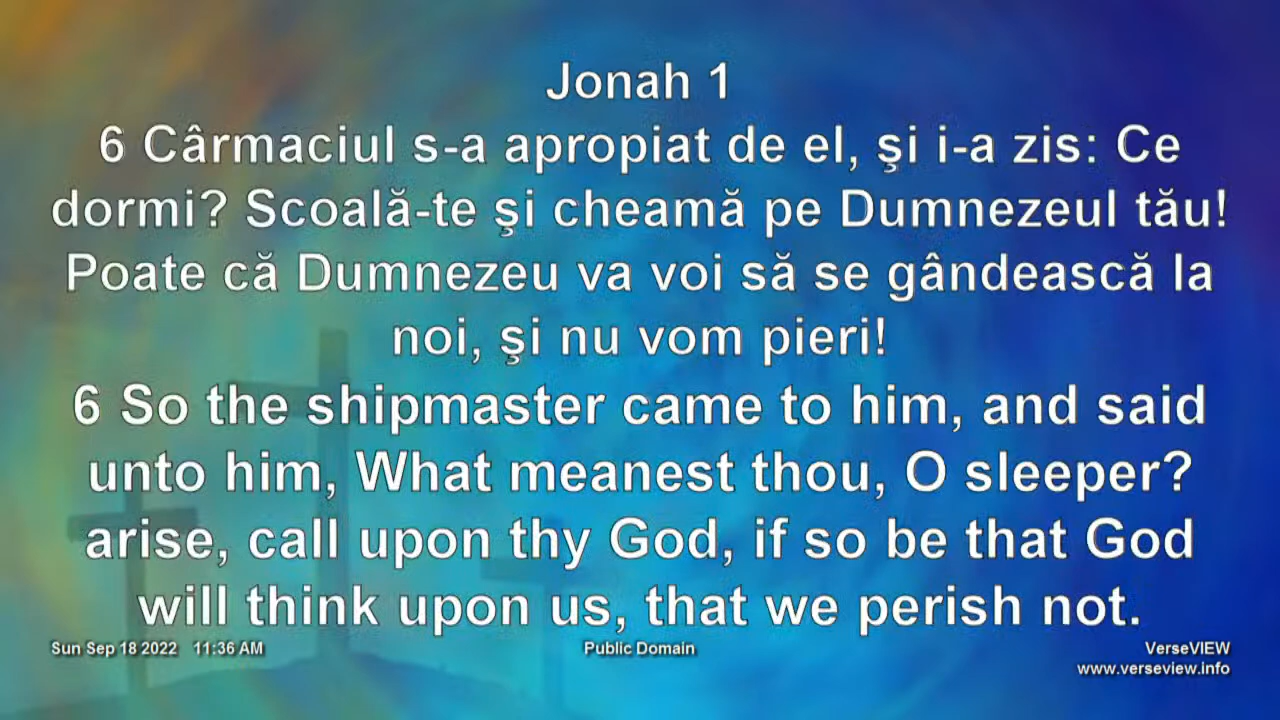 Jonah 1
6 Cârmaciul s-a apropiat de el, şi i-a zis: Ce
dormi? Scoală-te şi cheamă pe Dumnezeul tău!
Poate că Dumnezeu va voi să se gândească la
noi, şi nu vom pieri!
6 So the shipmaster came to him, and said
unto him, What meanest thou, O sleeper?
arise, call upon thy God, if so be that God
will think upon us, that we perish not.
Sun Sep 18 2022 11:36 AM
Public Domain
VerseVIEW
www.verseview.info